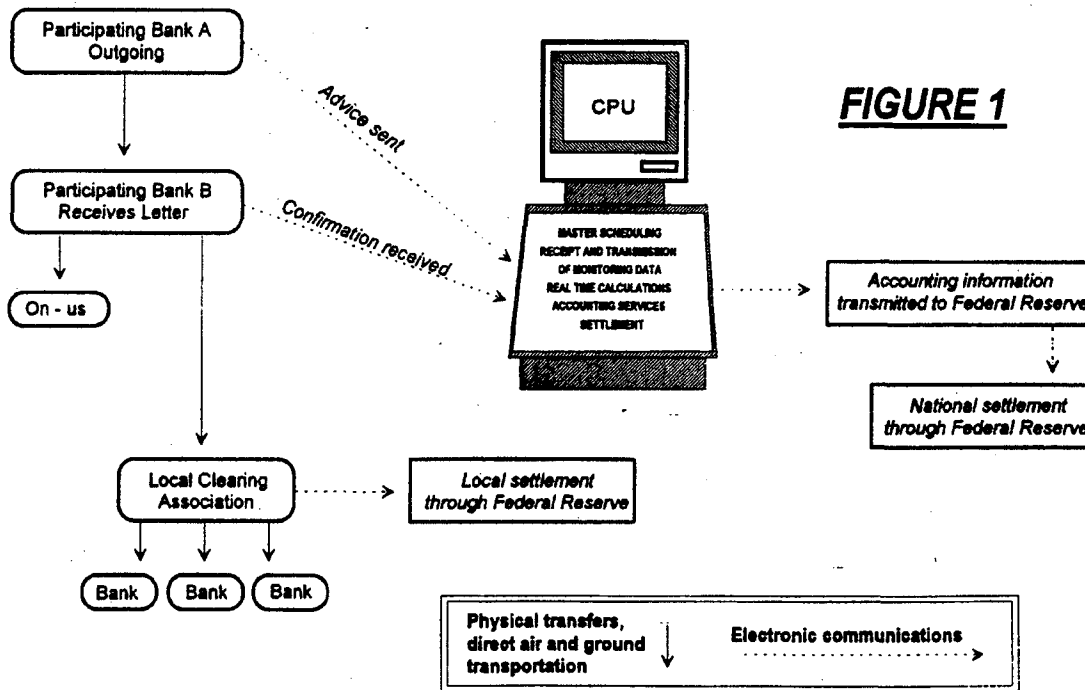 Participating Bank A
Outgoing
Advice sent
CPU
FIGURE 1
Participating Bank B
Receives Letter
Confirmation received
MASTER SCHEDULING
RECEIPT AND TRANSMISSION
OF MONITORING DATA
REAL TIME CALCULATIONS
ACCOUNTING SERVICES
SETTLEMENT
Accounting information
transmitted to Federal Reserve
On - us
National settlement
through Federal Reserve
Local Clearing
Association
Local settlement
through Federal Reserve
Bank
Bank
Bank
Physical transfers,
direct air and ground
transportation
Electronic communications